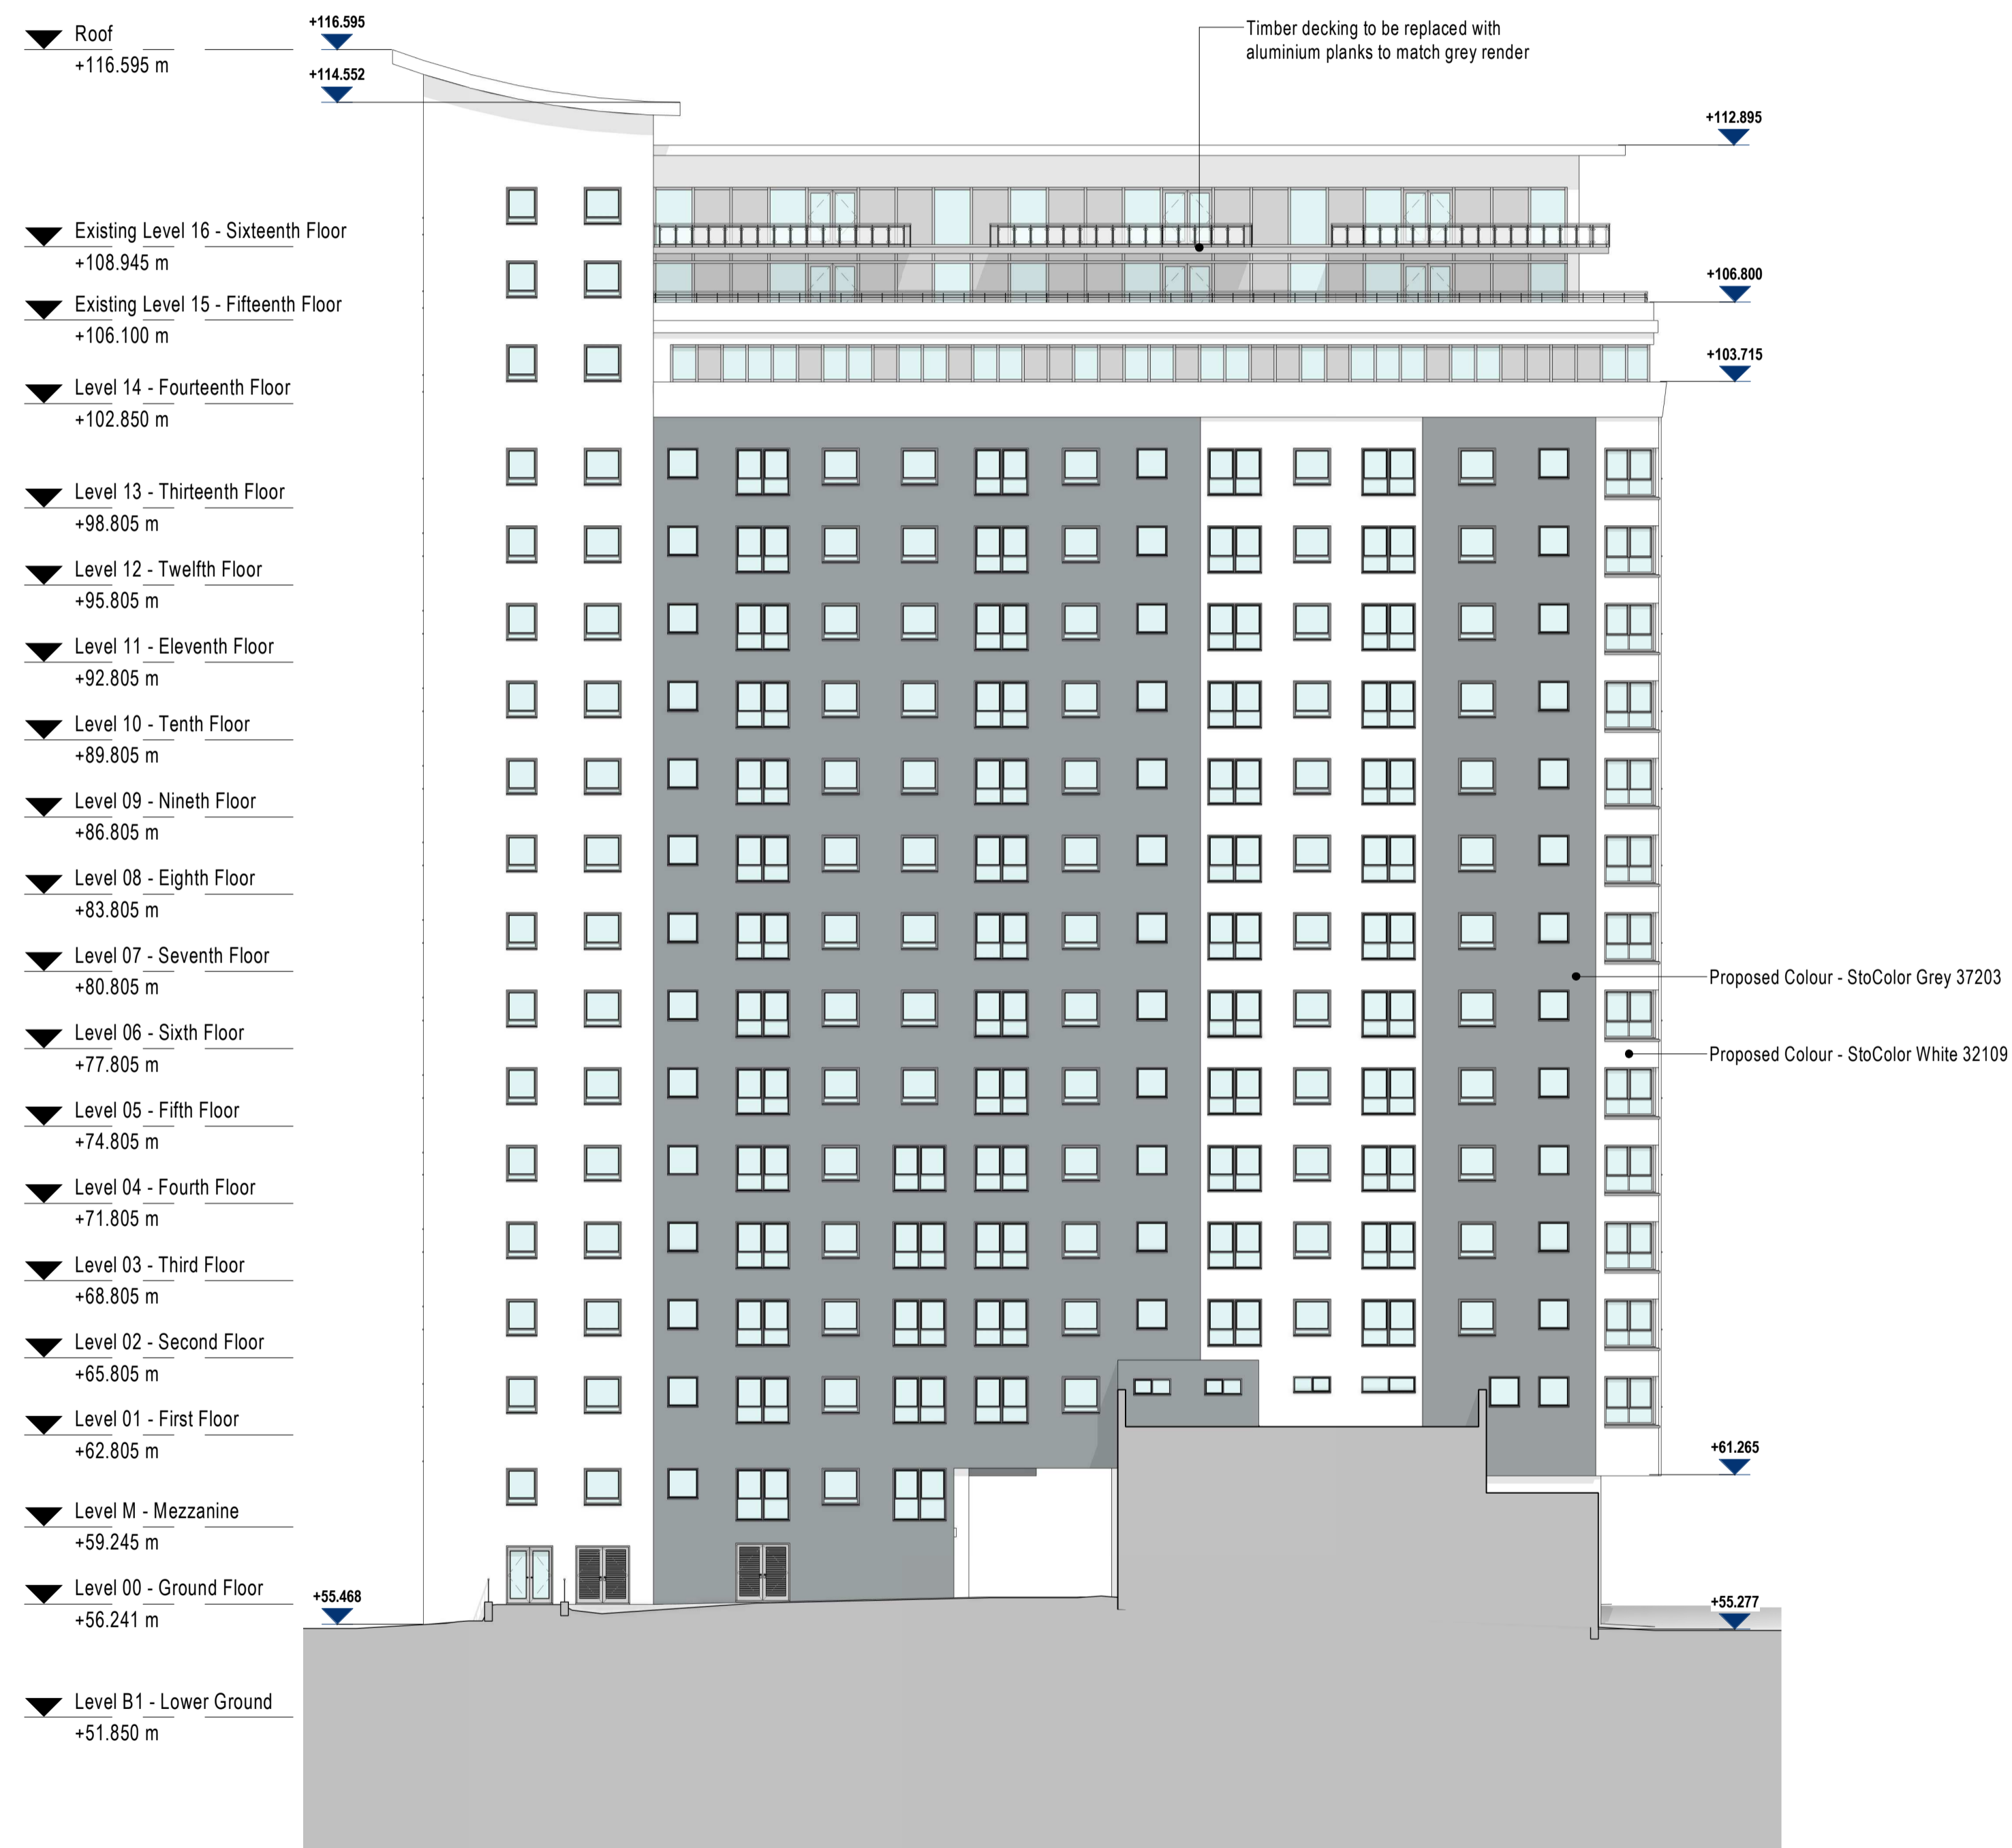 Roof
+116.595 m
+116.595
+114.552
Timber decking to be replaced with
aluminium planks to match grey render
+112.895
Existing Level 16 - Sixteenth Floor
+108.945 m
+106.800
Existing Level 15 - Fifteenth Floor
+106.100 m
+103.715
Level 14 - Fourteenth Floor
+102.850 m
Level 13 - Thirteenth Floor
+98.805 m
Level 12 - Twelfth Floor
+95.805 m
Level 11 - Eleventh Floor
+92.805 m
Level 10 - Tenth Floor
+89.805 m
Level 09 - Nineth Floor
+86.805 m
Level 08 - Eighth Floor
+83.805 m
Level 07 - Seventh Floor
+80.805 m
Proposed Colour - StoColor Grey 37203
Level 06 - Sixth Floor
+77.805 m
Proposed Colour - StoColor White 32109
Level 05 - Fifth Floor
+74.805 m
Level 04 - Fourth Floor
+71.805 m
Level 03 - Third Floor
+68.805 m
Level 02 - Second Floor
+65.805 m
Level 01 - First Floor
+62.805 m
+61.265
Level M - Mezzanine
+59.245 m
Level 00 - Ground Floor
+56.241 m
+55.468
+55.277
Level B1 - Lower Ground
+51.850 m